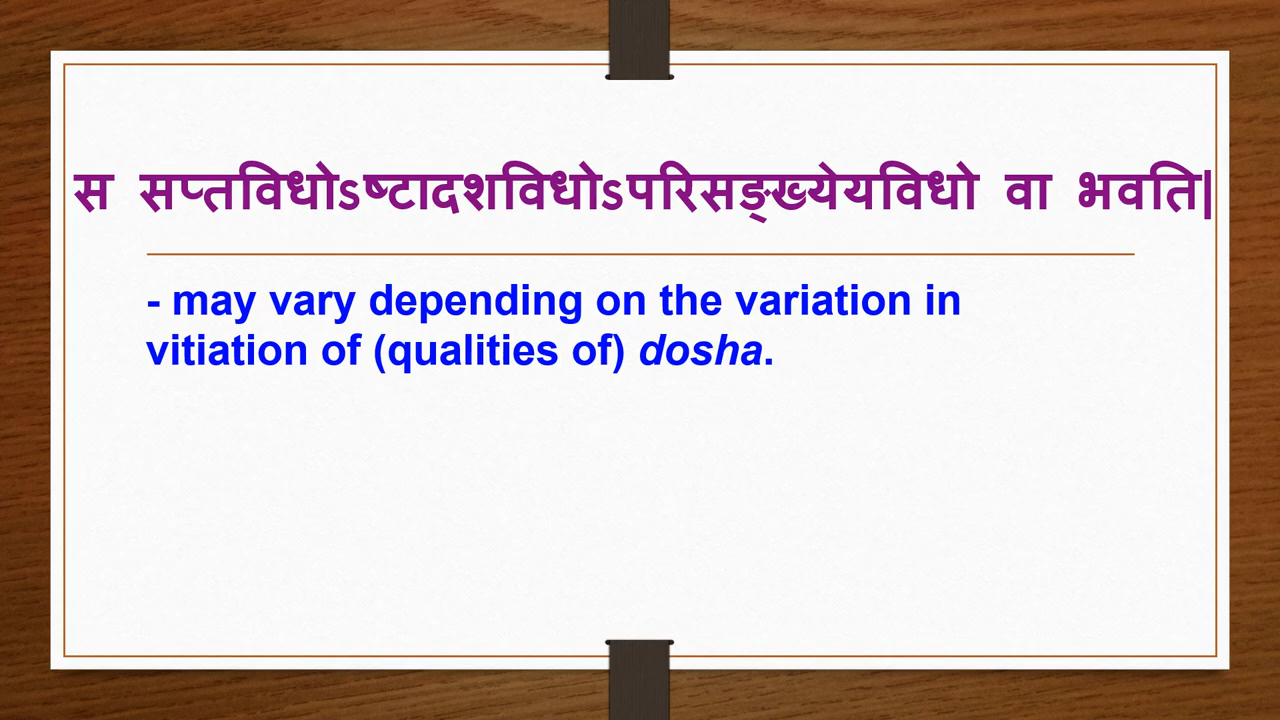 स सप्तविधोऽष्टादशविधोऽपरिसङ्ख्येयविधो वा भवति|
- may vary depending on the variation in
vitiation of (qualities of) dosha.